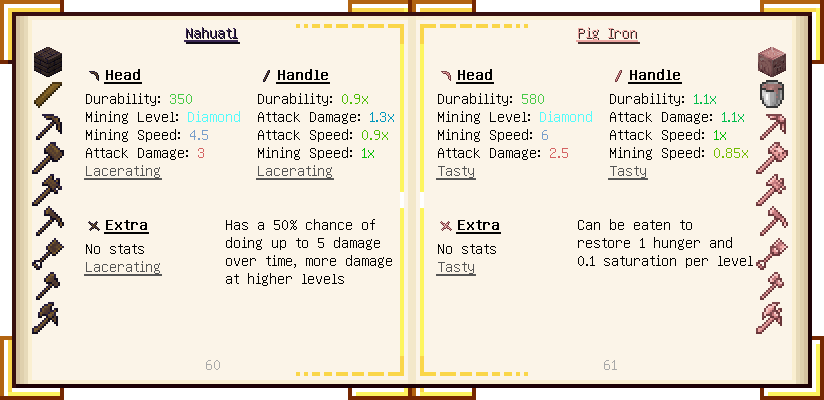 Nahuatl
Head
Durability: 350
Mining Level: Diamond
Mining Speed: 4.5
Attack Damage: 3
Lacerating
Handle
Durability: 0.9x
Attack Damage: 1.3x
Attack Speed: 0.9x
Mining Speed: 1x
Lacerating
Extra
No stats
Lacerating
Has a 50% chance of
doing up to 5 damage
over time, more damage
at higher levels
60
Pig Iron
Head
Durability: 580
Mining Level: Diamond
Mining Speed: 6
Attack Damage: 2.5
Tasty
Handle
Durability: 1.1x
Attack Damage: 1.1x
Attack Speed: 1x
Mining Speed: 0.85x
Tasty
Extra
No stats
Tasty
Can be eaten to
restore 1 hunger and
0.1 saturation per level
61